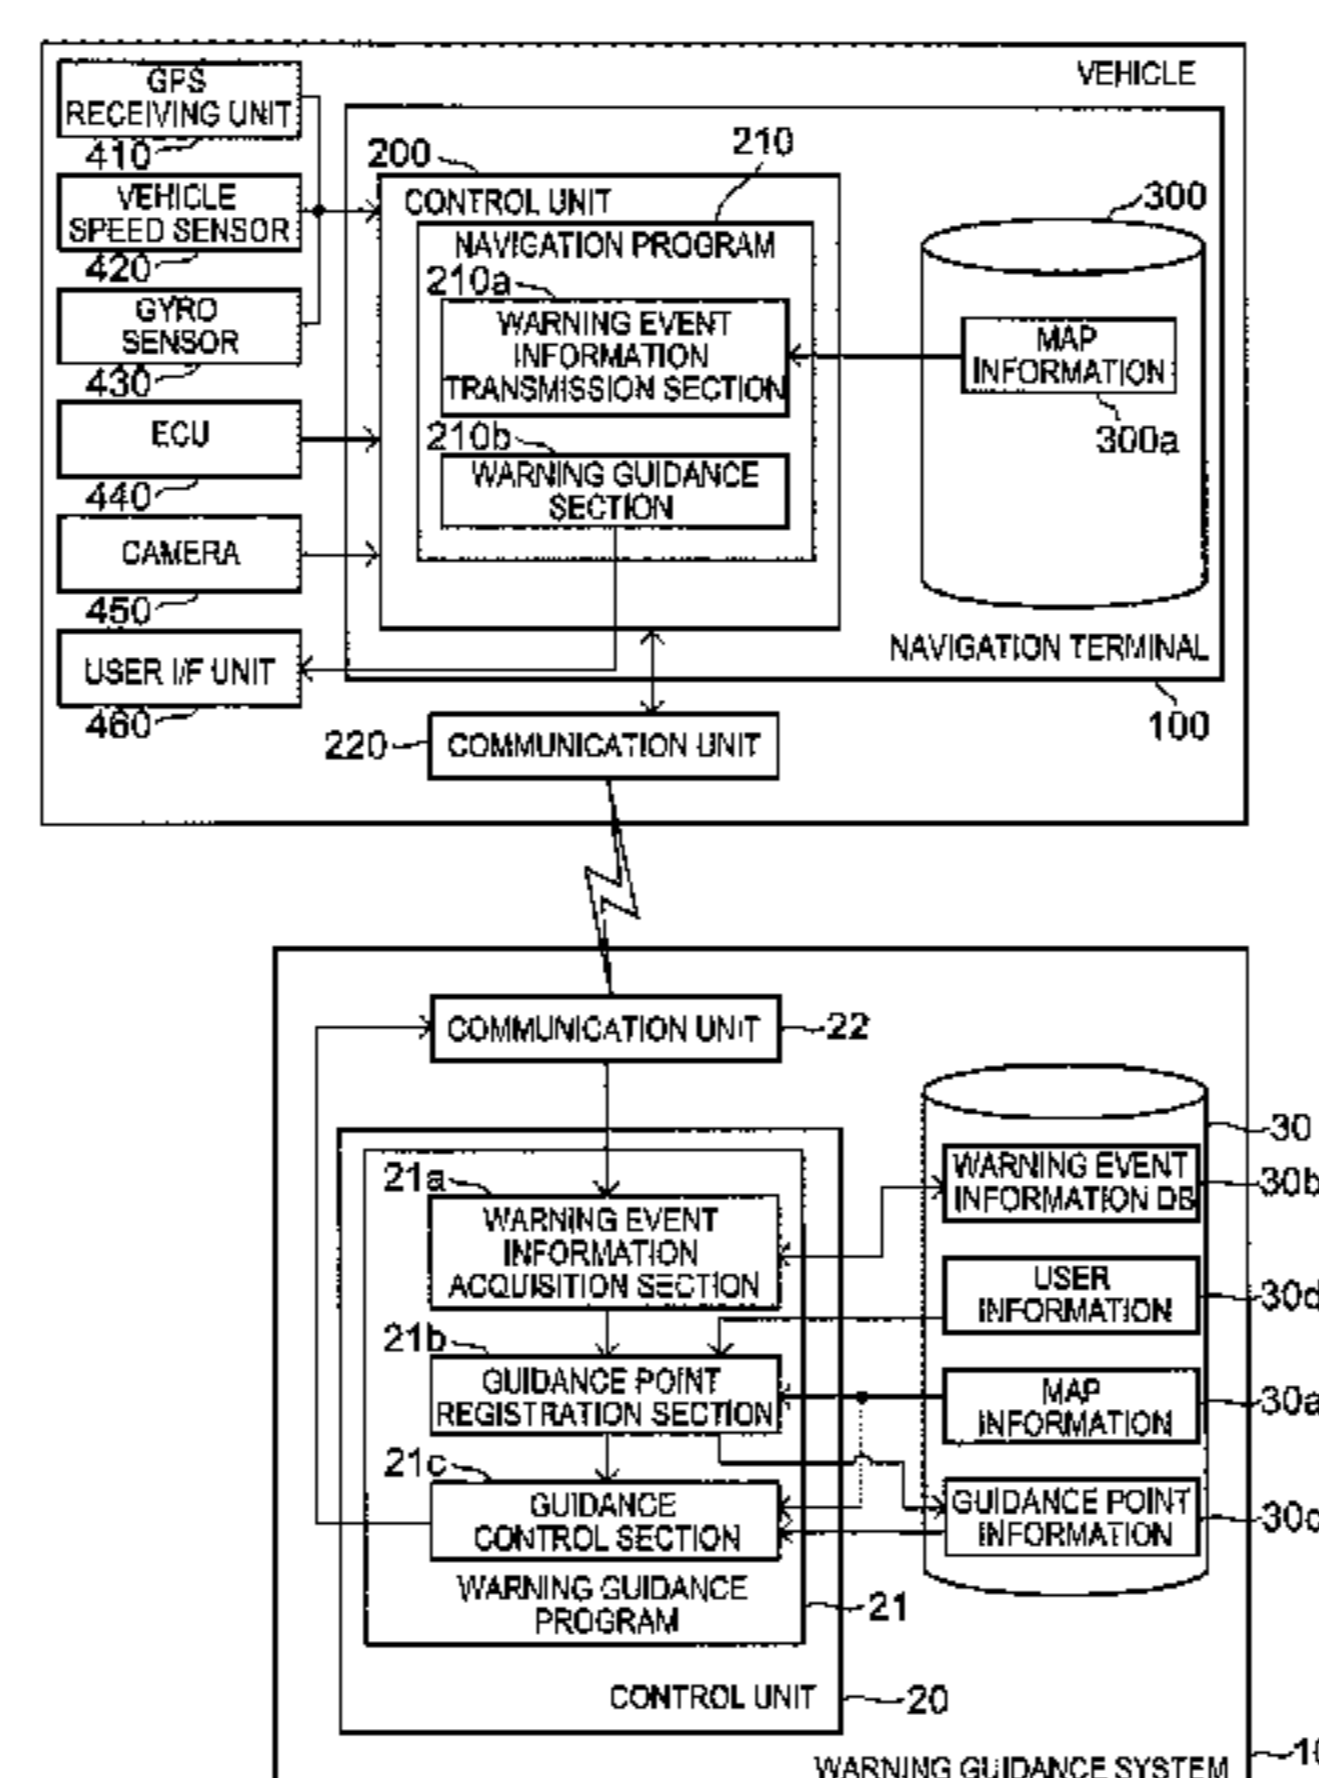 VEHICLE
GPS
RECEIVING UNIT
410
VEHICLE
SPEED SENSOR
420
GYRO
SENSOR
430
ECU
440
CAMERA
450
USER I/F UNIT
460
200
210
CONTROL UNIT
NAVIGATION PROGRAM
210a
WARNING EVENT
INFORMATION
TRANSMISSION SECTION
210b
WARNING GUIDANCE
SECTION
300
MAP
INFORMATION
300a
NAVIGATION TERMINAL
100
220
COMMUNICATION UNIT
COMMUNICATION UNIT
22
21a
WARNING EVENT
INFORMATION
ACQUISITION SECTION
21b
GUIDANCE POINT
REGISTRATION SECTION
21c
GUIDANCE
CONTROL SECTION
WARNING GUIDANCE
PROGRAM
21
CONTROL UNIT
20
30
WARNING EVENT
INFORMATION DB
30b
USER
INFORMATION
30d
MAP
INFORMATION
30a
GUIDANCE POINT
INFORMATION
30c
WARNING GUIDANCE SYSTEM
10